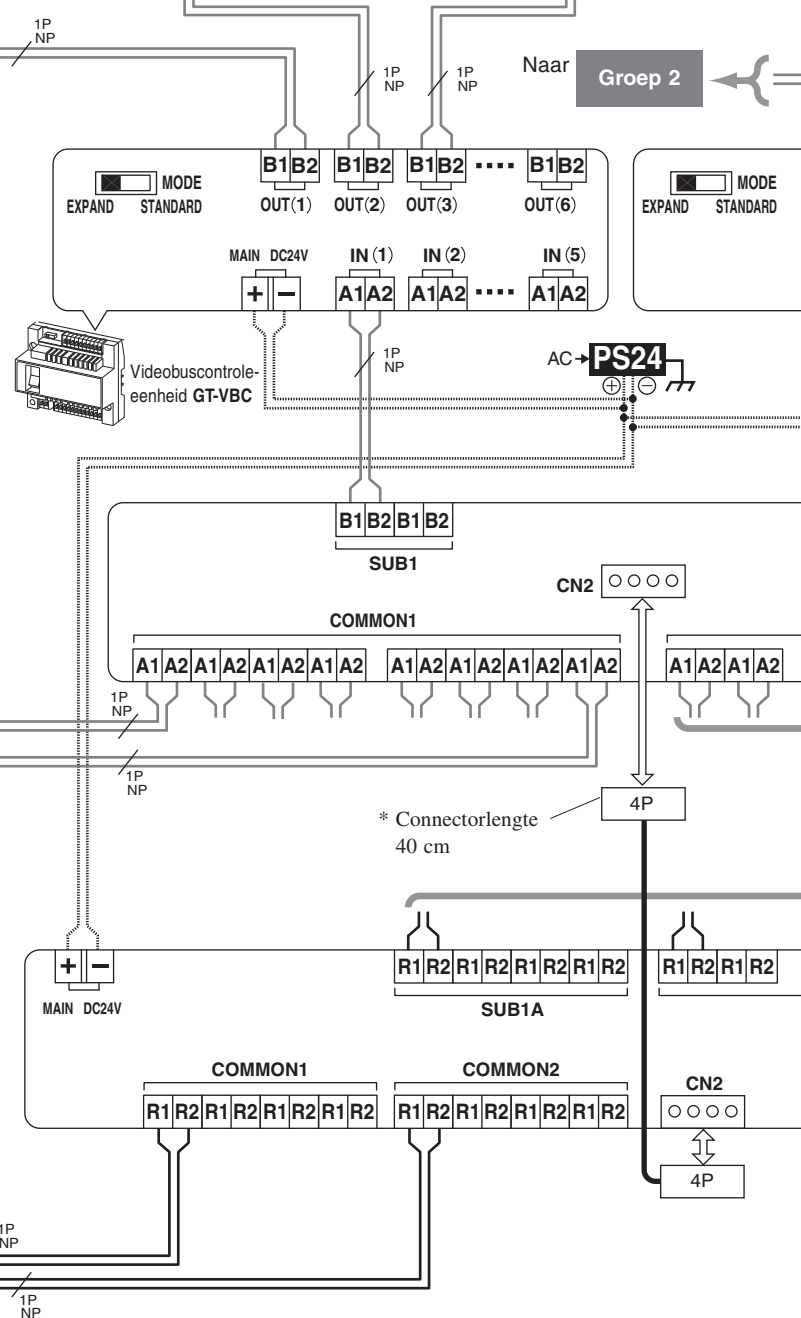 1P
NP
1P
NP
1P
NP
Naar
Groep 2
B1 B2 B1 B2 B1 B2 B1 B2
MODE
EXPAND STANDARD
OUT(1) OUT(2) OUT(3) OUT(6)
MODE
EXPAND STANDARD
MAIN DC24V IN (1) IN (2) IN (5)
+ − A1 A2 A1 A2 A1 A2
1P
NP
AC PS24
+ −
Videobuscontrole-
eenheid GT-VBC
B1 B2 B1 B2
SUB1
CN2
COMMON1
A1 A2 A1 A2 A1 A2 A1 A2 A1 A2 A1 A2 A1 A2 A1 A2 A1 A2 A1 A2
1P
NP
1P
NP
4P
* Connectorlengte
40 cm
+ − R1 R2 R1 R2 R1 R2 R1 R2 R1 R2 R1 R2
MAIN DC24V SUB1A
COMMON1 COMMON2 CN2
R1 R2 R1 R2 R1 R2 R1 R2 R1 R2 R1 R2 R1 R2 R1 R2
4P
1P
NP
1P
NP